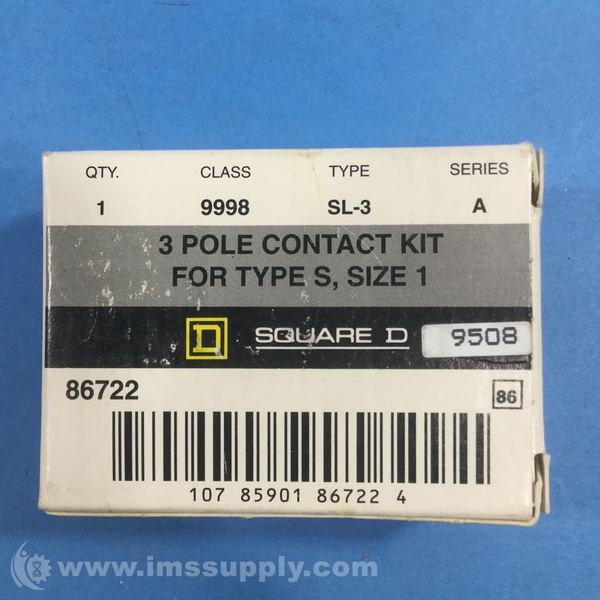 QTY. CLASS TYPE SERIES
1 9998 SL-3 A
3 POLE CONTACT KIT
FOR TYPE S, SIZE 1
D SQUARE D 9508
86722 86
107 85901 86722 4
www.imssupply.com